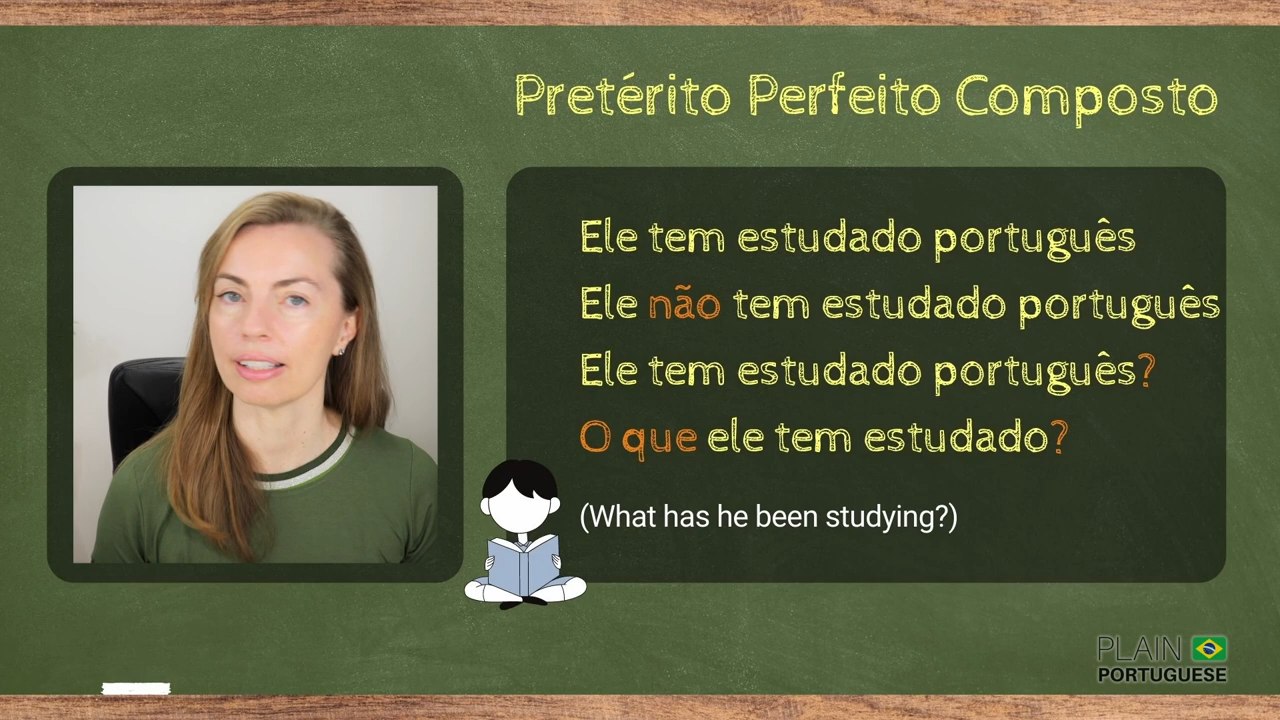 Pretérito Perfeito Composto
Ele tem estudado português
Ele não tem estudado português
Ele tem estudado português?
O que ele tem estudado?
(What has he been studying?)
PLAIN
PORTUGUESE